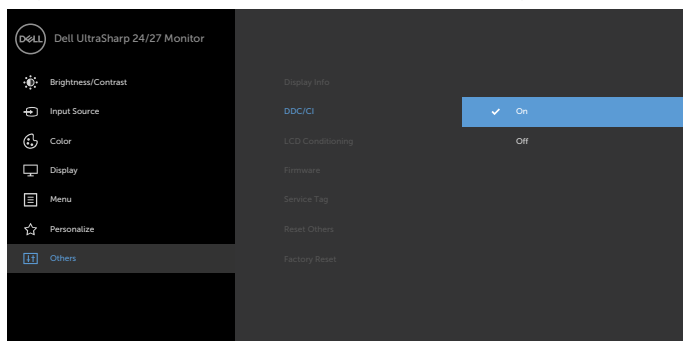 DELL Dell UltraSharp 24/27 Monitor
Brightness/Contrast
Input Source
Color
Display
Menu
Personalize
Others
Display Info
DDC/CI
LCD Conditioning
Firmware
Service Tag
Reset Others
Factory Reset
On
Off